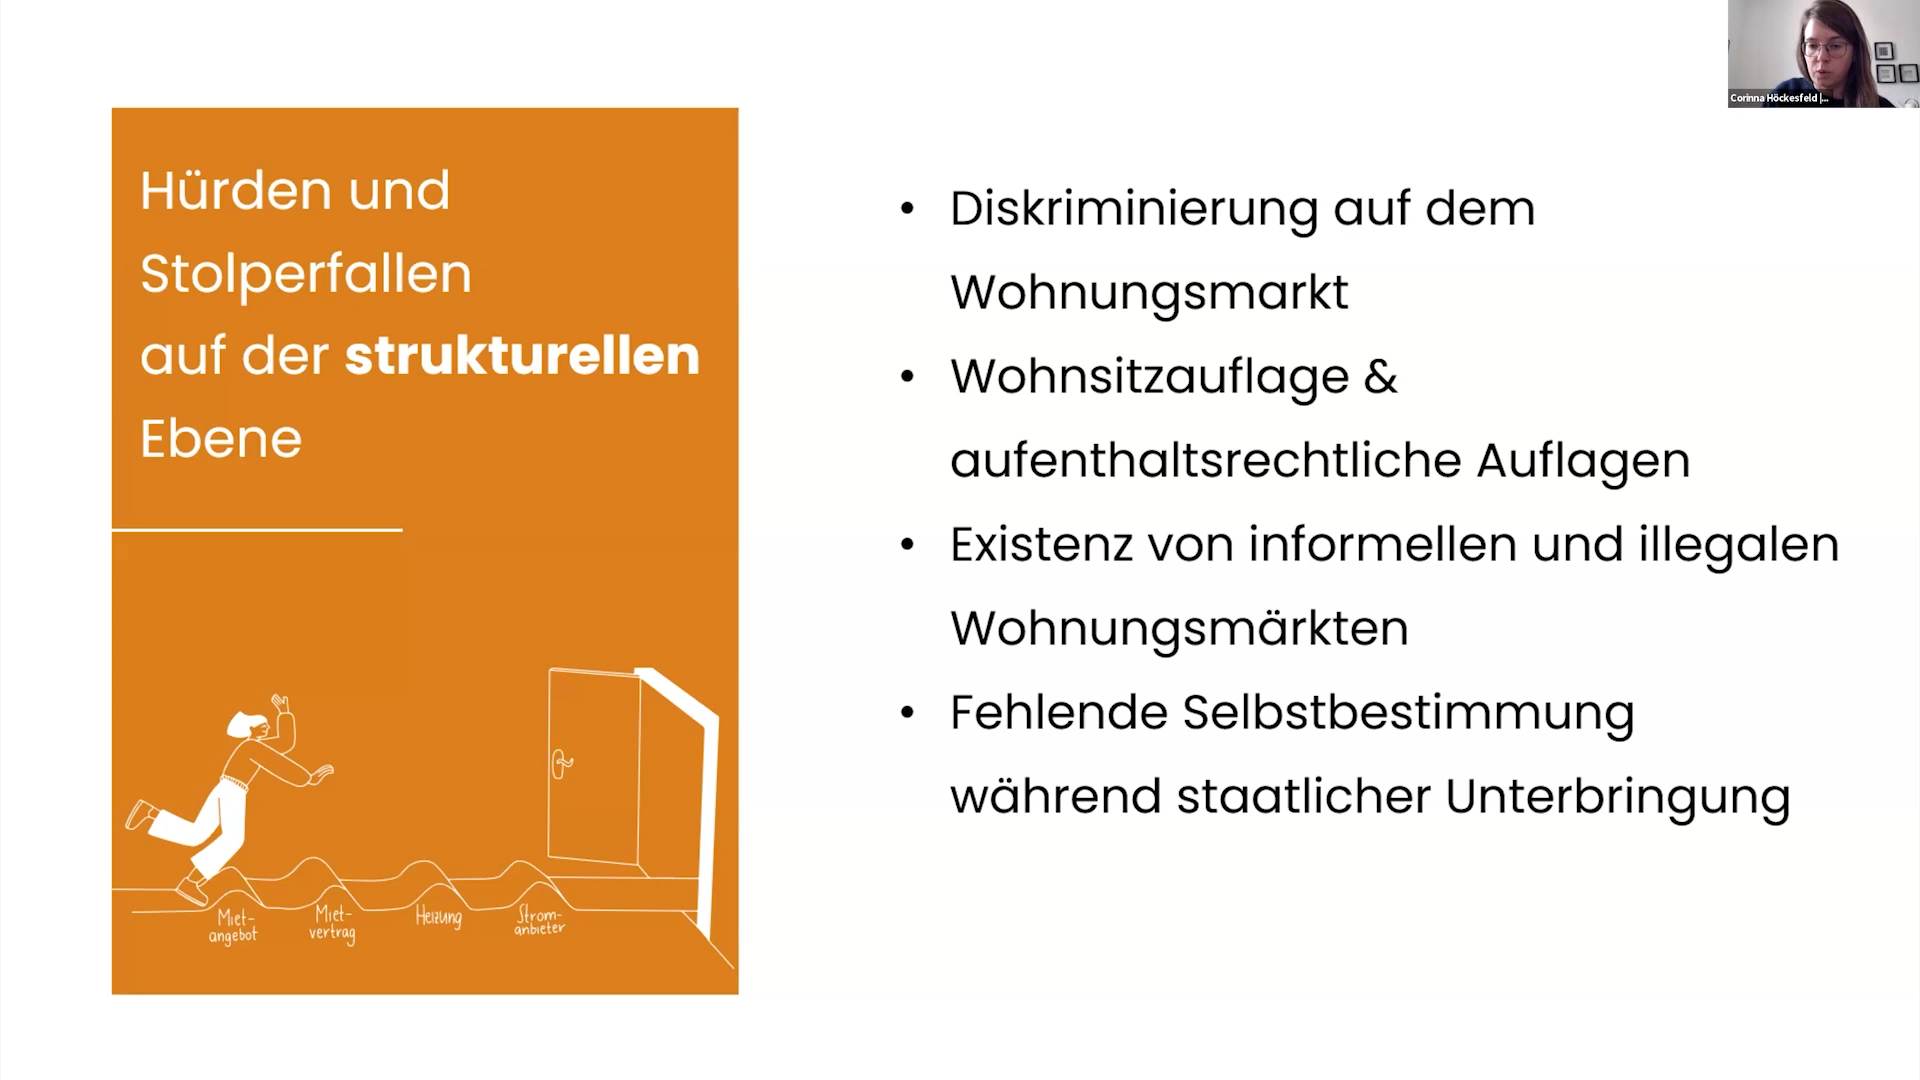 Hürden und
Stolperfallen
auf der strukturellen
Ebene
Miet-
angebot
Miet-
vertrag
Heizung
Strom-
anbieter
• Diskriminierung auf dem
Wohnungsmarkt
• Wohnsitzauflage &
aufenthaltsrechtliche Auflagen
• Existenz von informellen und illegalen
Wohnungsmärkten
• Fehlende Selbstbestimmung
während staatlicher Unterbringung
Corinna Höckesfeld |...